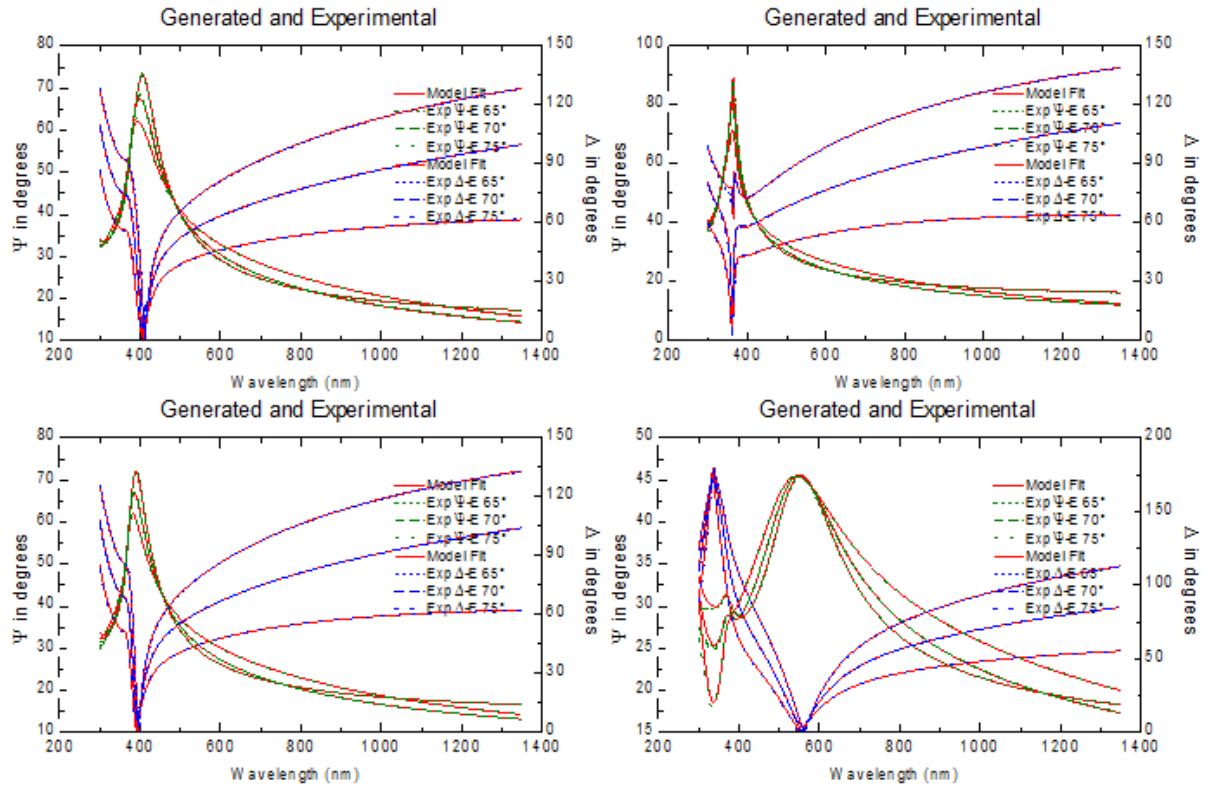 Generated and Experimental
Generated and Experimental
80 150 100 150
70 120 80 120
60 90 60 90
50 60 40 60
40 30 20 30
30 0 0 0
20
10
Ψ in degrees
Δ in degrees
Ψ in degrees
Δ in degrees
Model Fit
Exp Ψ-E 65°
Exp Ψ-E 70°
Exp Ψ-E 75°
Model Fit
Exp Δ-E 65°
Exp Δ-E 70°
Exp Δ-E 75°
Model Fit
Exp Ψ-E 65°
Exp Ψ-E 70°
Exp Ψ-E 75°
Model Fit
Exp Δ-E 65°
Exp Δ-E 70°
Exp Δ-E 75°
200 400 600 800 1000 1200 1400
200 400 600 800 1000 1200 1400
Wavelength (nm)
Wavelength (nm)
Generated and Experimental
Generated and Experimental
80 150 50 200
70 120 45 150
60 90 40 100
50 60 35 50
40 30 30 0
30 0 25
20 20
10 15
Ψ in degrees
Δ in degrees
Ψ in degrees
Δ in degrees
Model Fit
Exp Ψ-E 65°
Exp Ψ-E 70°
Exp Ψ-E 75°
Model Fit
Exp Δ-E 65°
Exp Δ-E 70°
Exp Δ-E 75°
Model Fit
Exp Ψ-E 65°
Exp Ψ-E 70°
Exp Ψ-E 75°
Model Fit
Exp Δ-E 65°
Exp Δ-E 70°
Exp Δ-E 75°
200 400 600 800 1000 1200 1400
200 400 600 800 1000 1200 1400
Wavelength (nm)
Wavelength (nm)